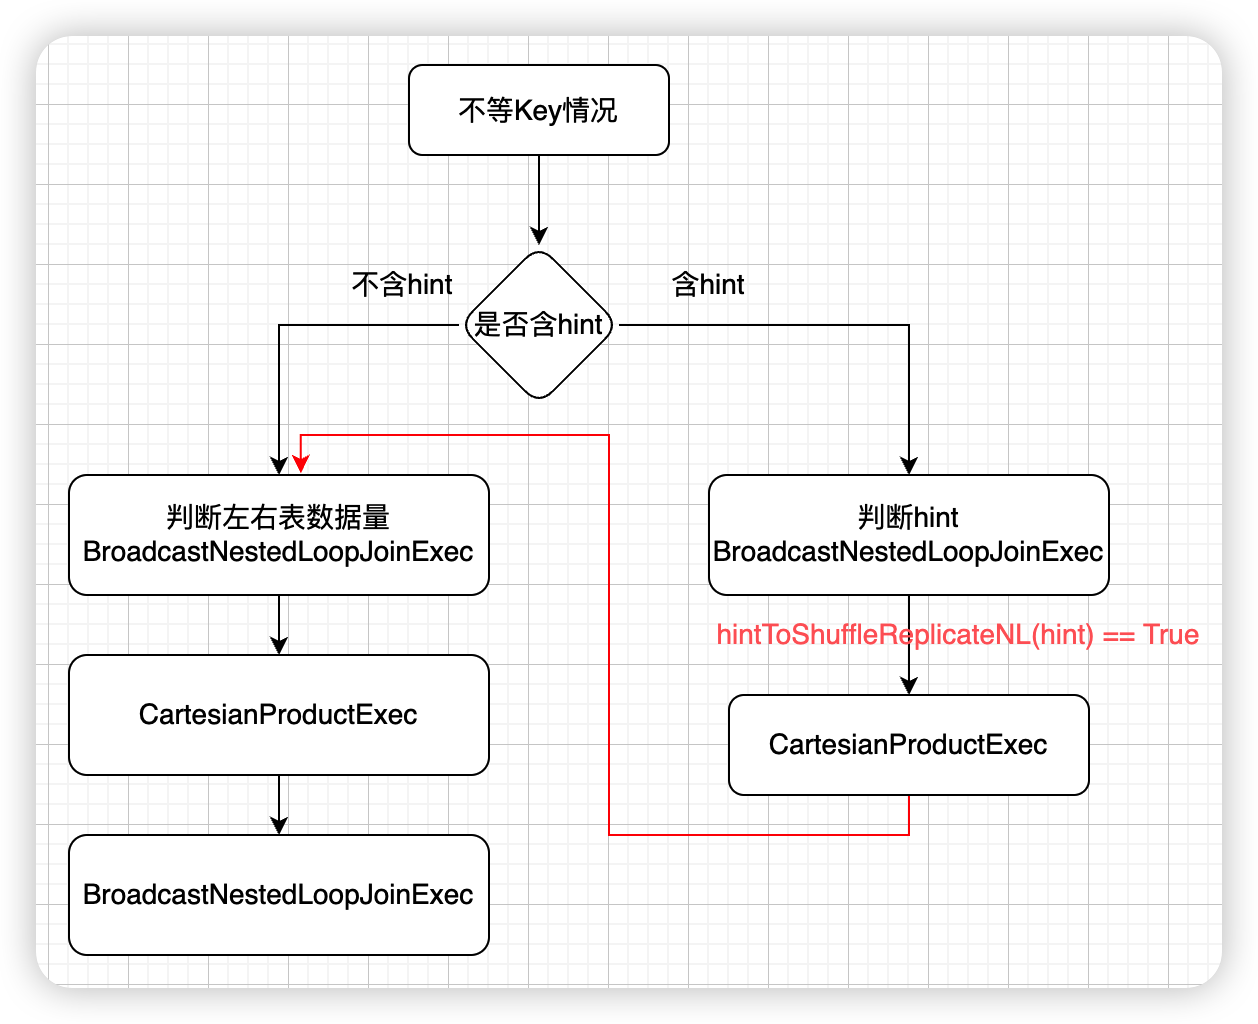 不等Key情况
不含hint
含hint
是否含hint
判断左右表数据量
BroadcastNestedLoopJoinExec
判断hint
BroadcastNestedLoopJoinExec
hintToShuffleReplicateNL(hint) == True
CartesianProductExec
CartesianProductExec
BroadcastNestedLoopJoinExec